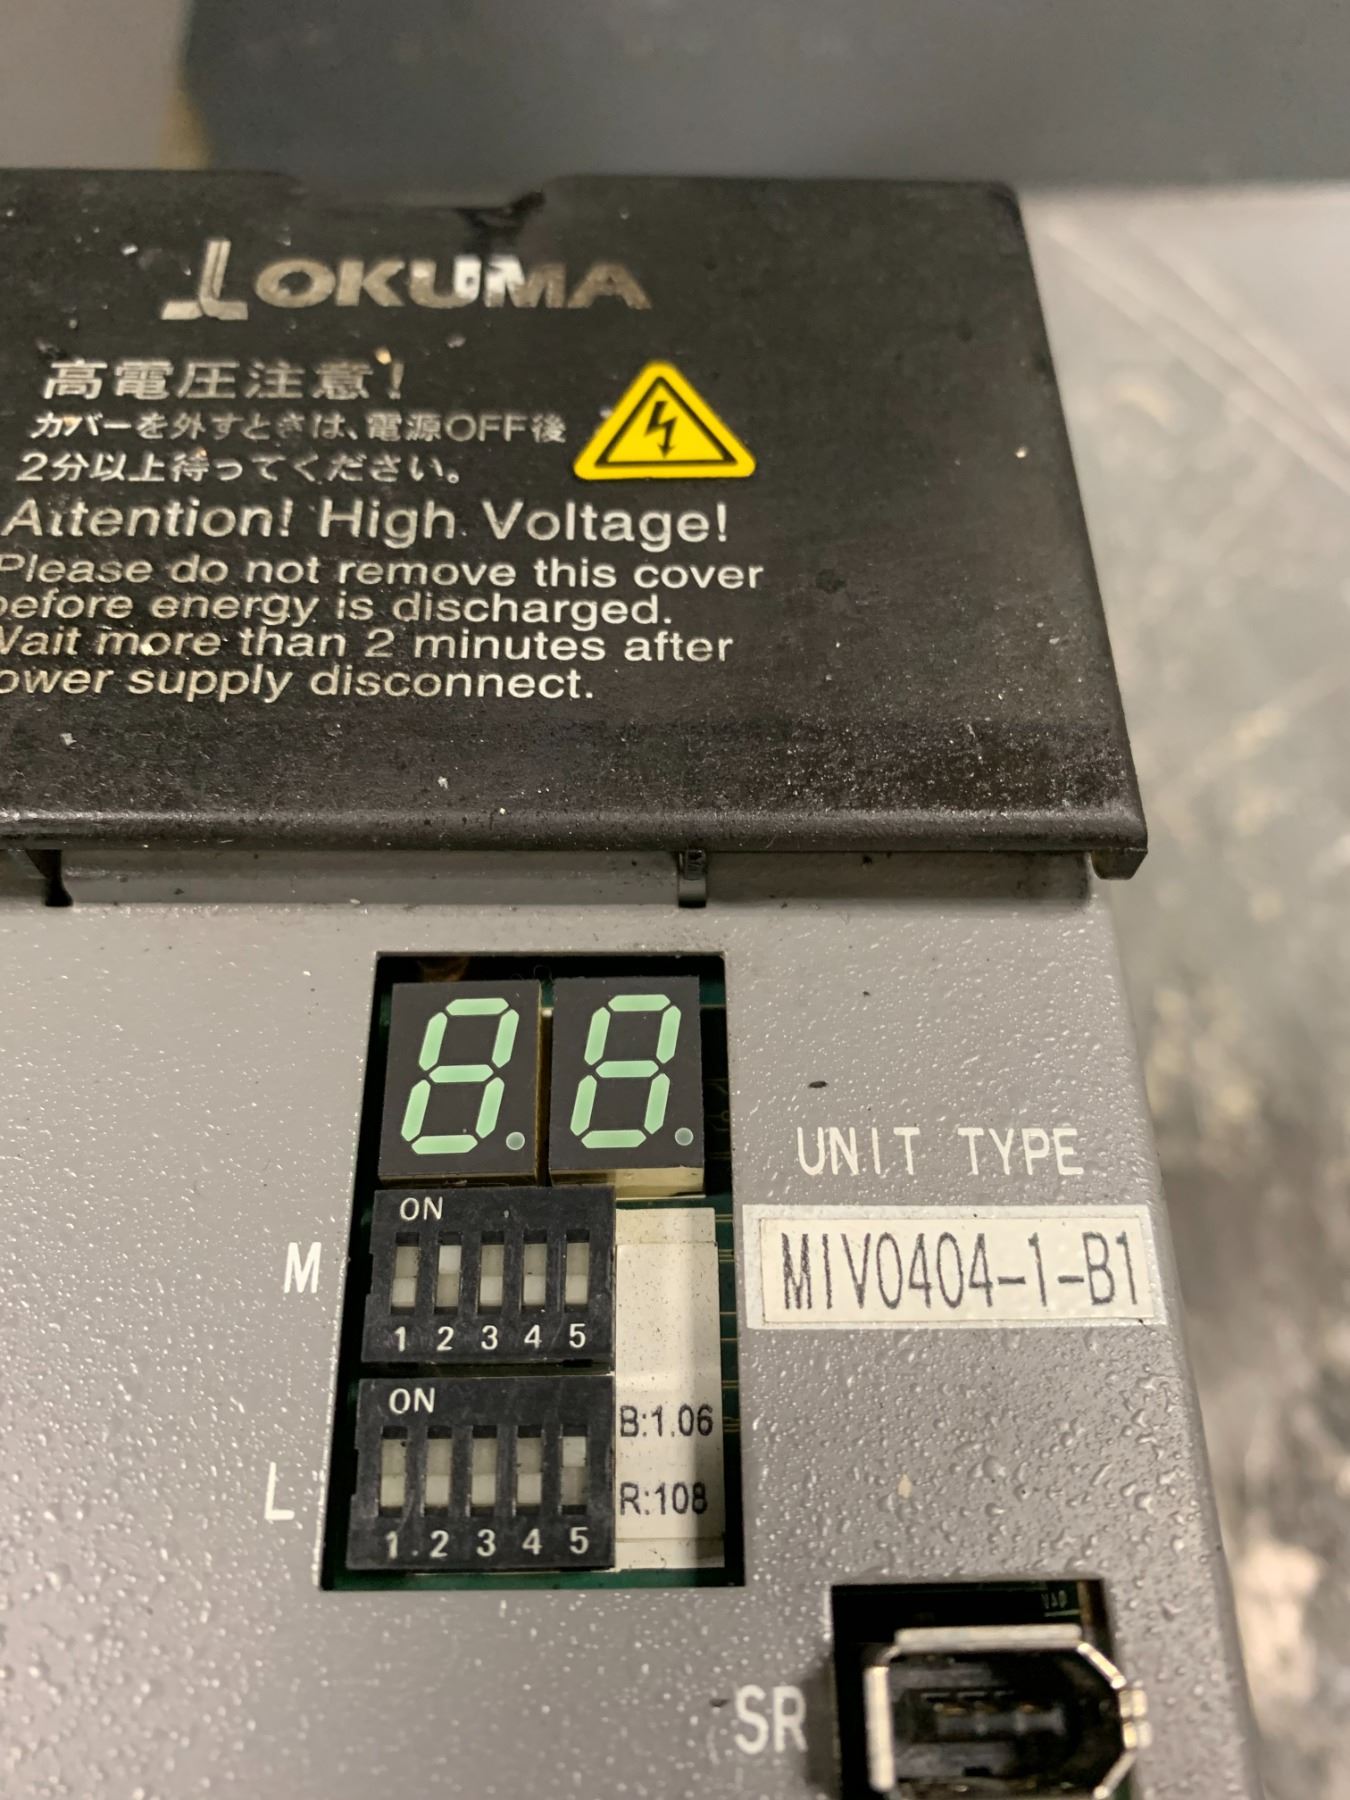 OKUMA
高電圧注意!
カバーを外すときは、電源OFF後
2分以上待ってください。
Attention! High Voltage!
Please do not remove this cover
before energy is discharged.
Wait more than 2 minutes after
ower supply disconnect.
UNIT TYPE
MIV0404-1-B1
M
ON
1 2 3 4 5
L
ON
1 2 3 4 5
B:1.06
R:108
SR